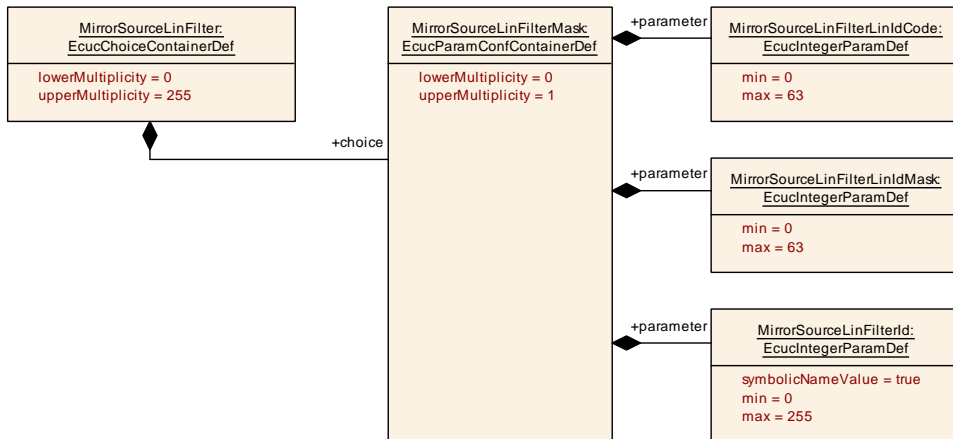 MirrorSourceLinFilter:
EcucChoiceContainerDef
lowerMultiplicity = 0
upperMultiplicity = 255
+choice
MirrorSourceLinFilterMask:
EcucParamConfContainerDef
lowerMultiplicity = 0
upperMultiplicity = 1
+parameter
MirrorSourceLinFilterLinIdCode:
EcucIntegerParamDef
min = 0
max = 63
+parameter
MirrorSourceLinFilterLinIdMask:
EcucIntegerParamDef
min = 0
max = 63
+parameter
MirrorSourceLinFilterId:
EcucIntegerParamDef
symbolicNameValue = true
min = 0
max = 255